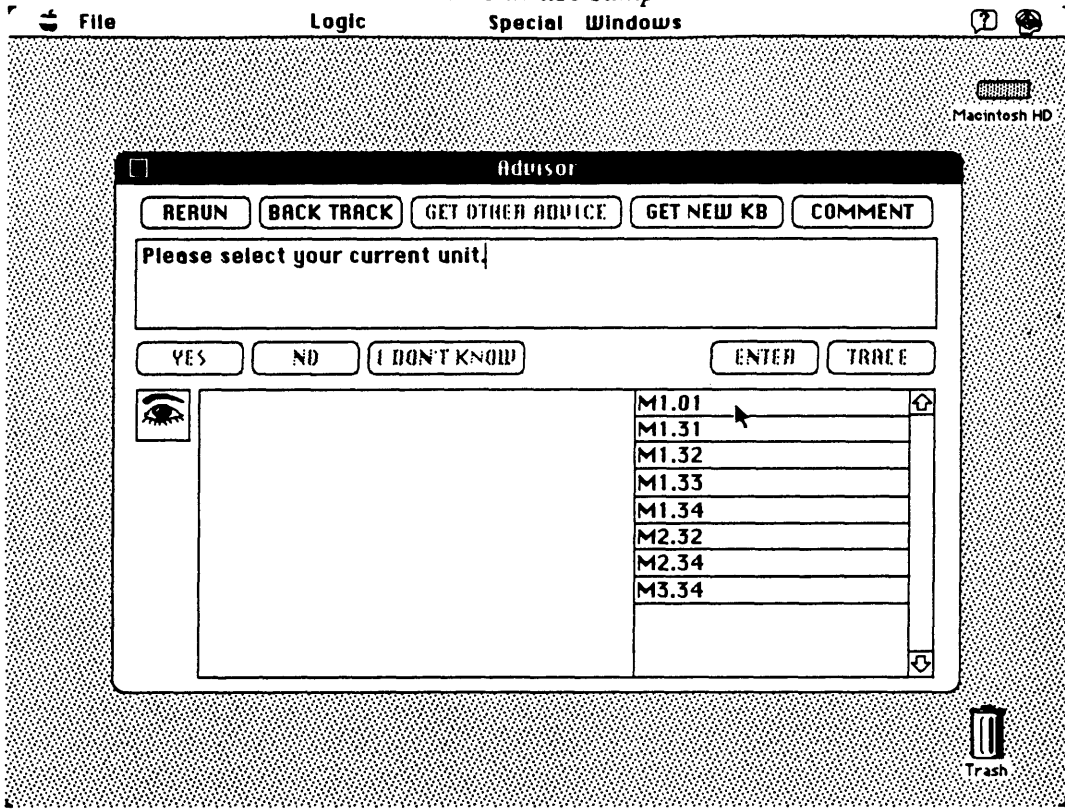 File Logic Special Windows
Macintosh HD
Advisor
RERUN BACK TRACK GET OTHER ADVICE GET NEW KB COMMENT
Please select your current unit.
YES NO I DON'T KNOW ENTER TRACE
M1.01
M1.31
M1.32
M1.33
M1.34
M2.32
M2.34
M3.34
Trash